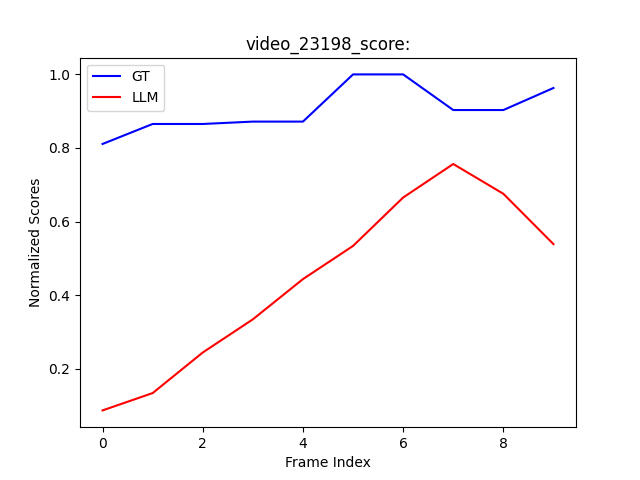 video_23198_score:
GT
LLM
1.0
0.8
0.6
0.4
0.2
Normalized Scores
0 2 4 6 8
Frame Index